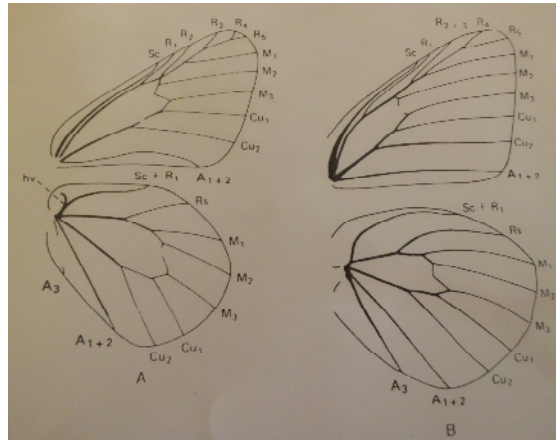 Sc
R1
R2
R3
R4
R5
M1
M2
M3
Cu1
Cu2
A1+2
hv
Sc + R1
Rs
M1
M2
M3
Cu1
Cu2
A1+2
A3
A
Sc
R1
R2+3
R4
R5
M1
M2
M3
Cu1
Cu2
A1+2
Sc + R1
Rs
M1
M2
M3
Cu1
Cu2
A1+2
A3
B